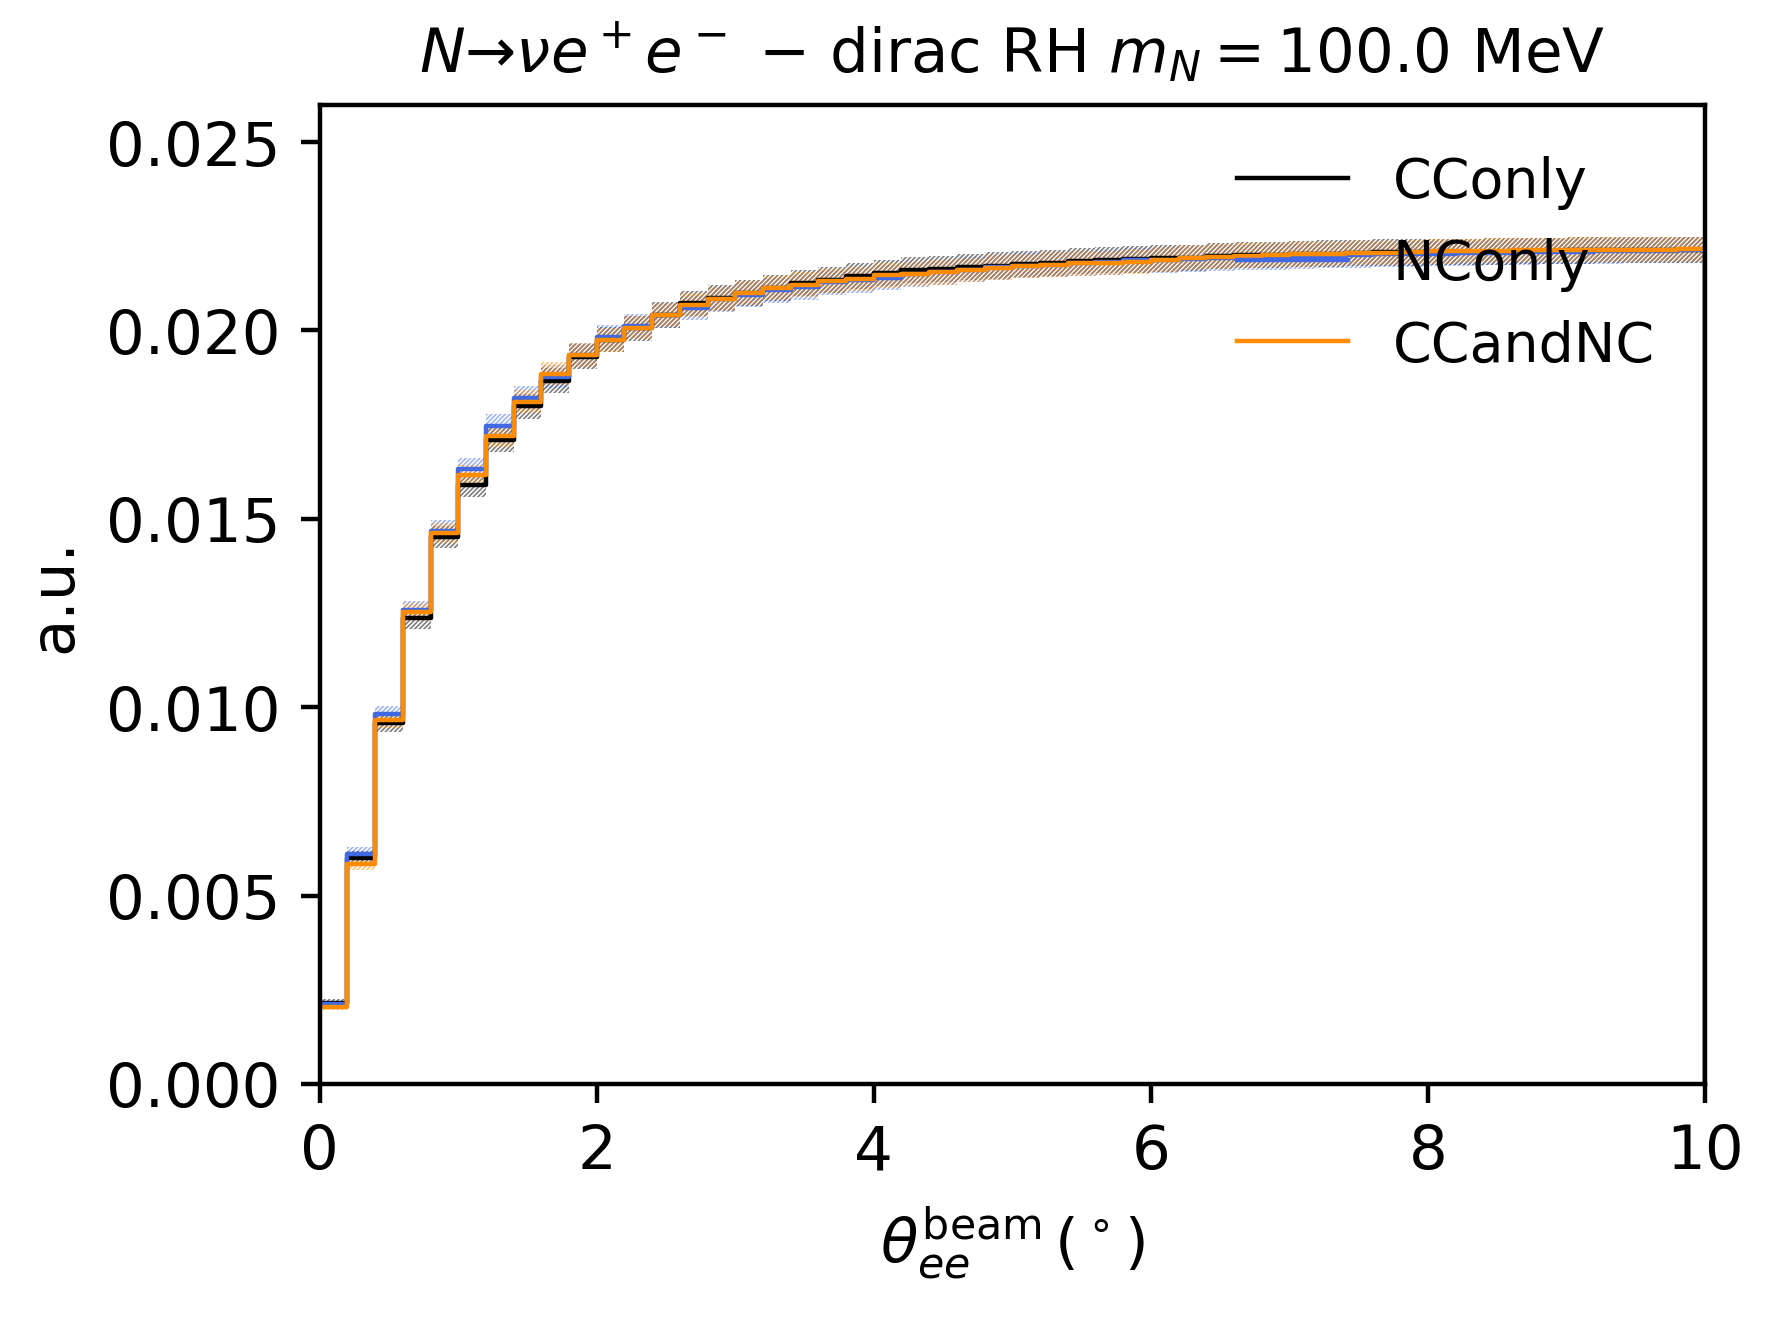 N→νe⁺e⁻ − dirac RH m_N = 100.0 MeV
0.025
0.020
0.015
0.010
0.005
0.000
a.u.
CConly
NConly
CCandNC
0 2 4 6 8 10
θ_ee^beam (°)